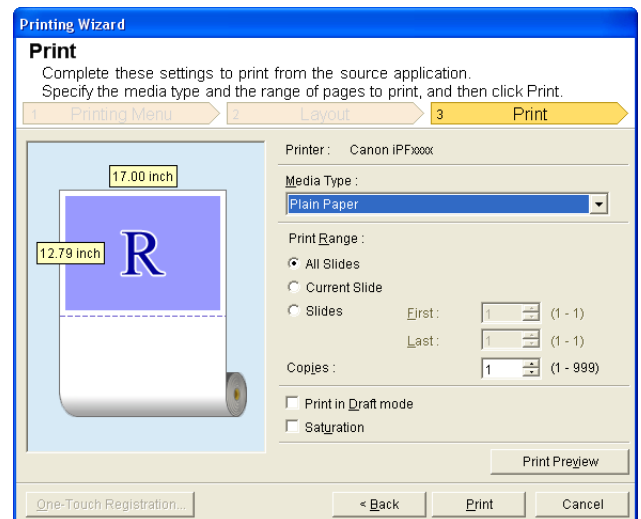 Printing Wizard
Print
Complete these settings to print from the source application.
Specify the media type and the range of pages to print, and then click Print.
1 Printing Menu 2 Layout 3 Print
Printer : Canon iPFxxxx
17.00 inch
Media Type :
Plain Paper
12.79 inch
R
Print Range :
All Slides
Current Slide
Slides First : 1 (1 - 1)
Last : 1 (1 - 1)
Copies : 1 (1 - 999)
Print in Draft mode
Saturation
Print Preview
One-Touch Registration... < Back Print Cancel